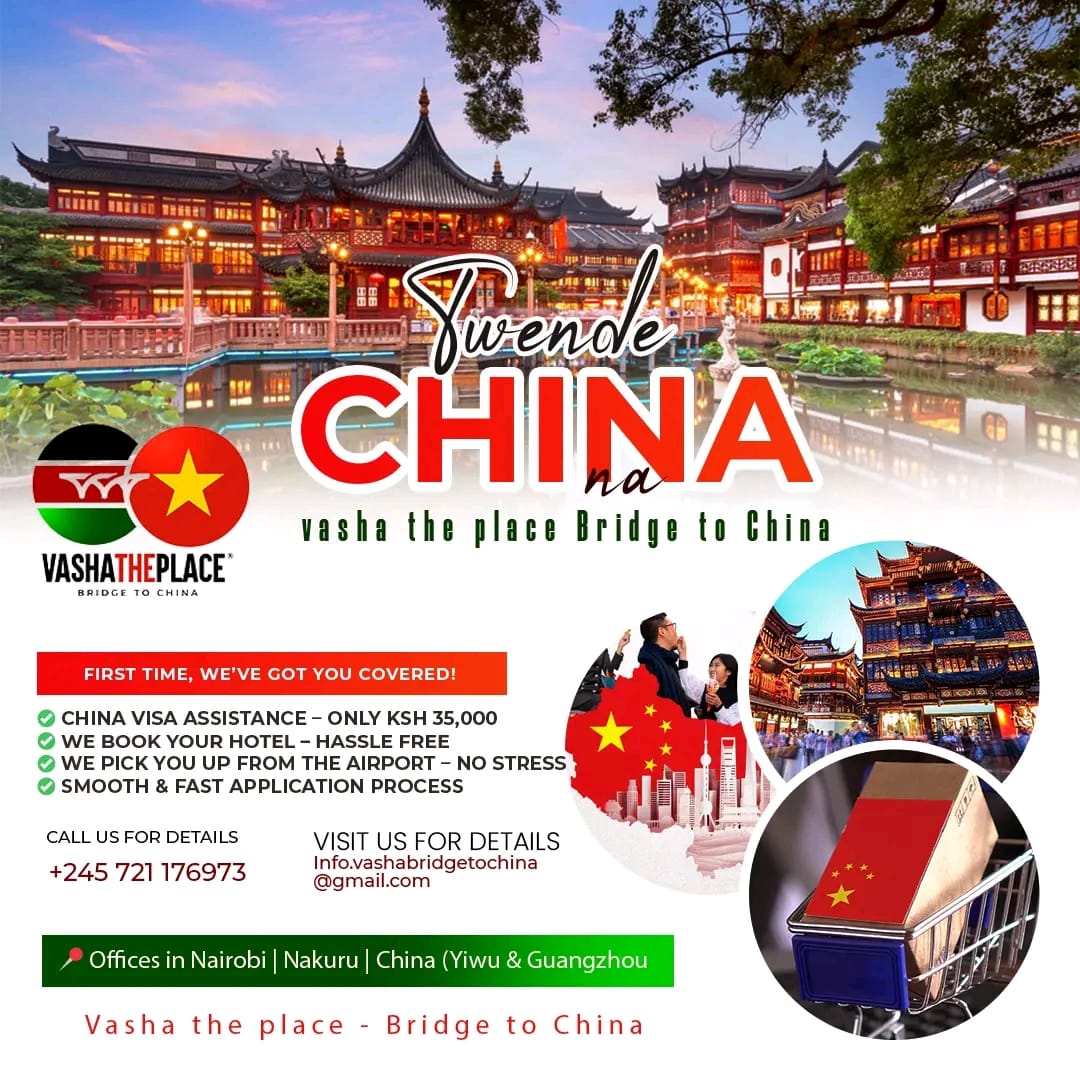 Twende
CHINA
na
vasha the place Bridge to China
VASHATHEPLACE®
BRIDGE TO CHINA
FIRST TIME, WE'VE GOT YOU COVERED!
CHINA VISA ASSISTANCE – ONLY KSH 35,000
WE BOOK YOUR HOTEL – HASSLE FREE
WE PICK YOU UP FROM THE AIRPORT – NO STRESS
SMOOTH & FAST APPLICATION PROCESS
CALL US FOR DETAILS
+245 721 176973
VISIT US FOR DETAILS
Info.vashabridgetochina
@gmail.com
Offices in Nairobi | Nakuru | China (Yiwu & Guangzhou
Vasha the place - Bridge to China